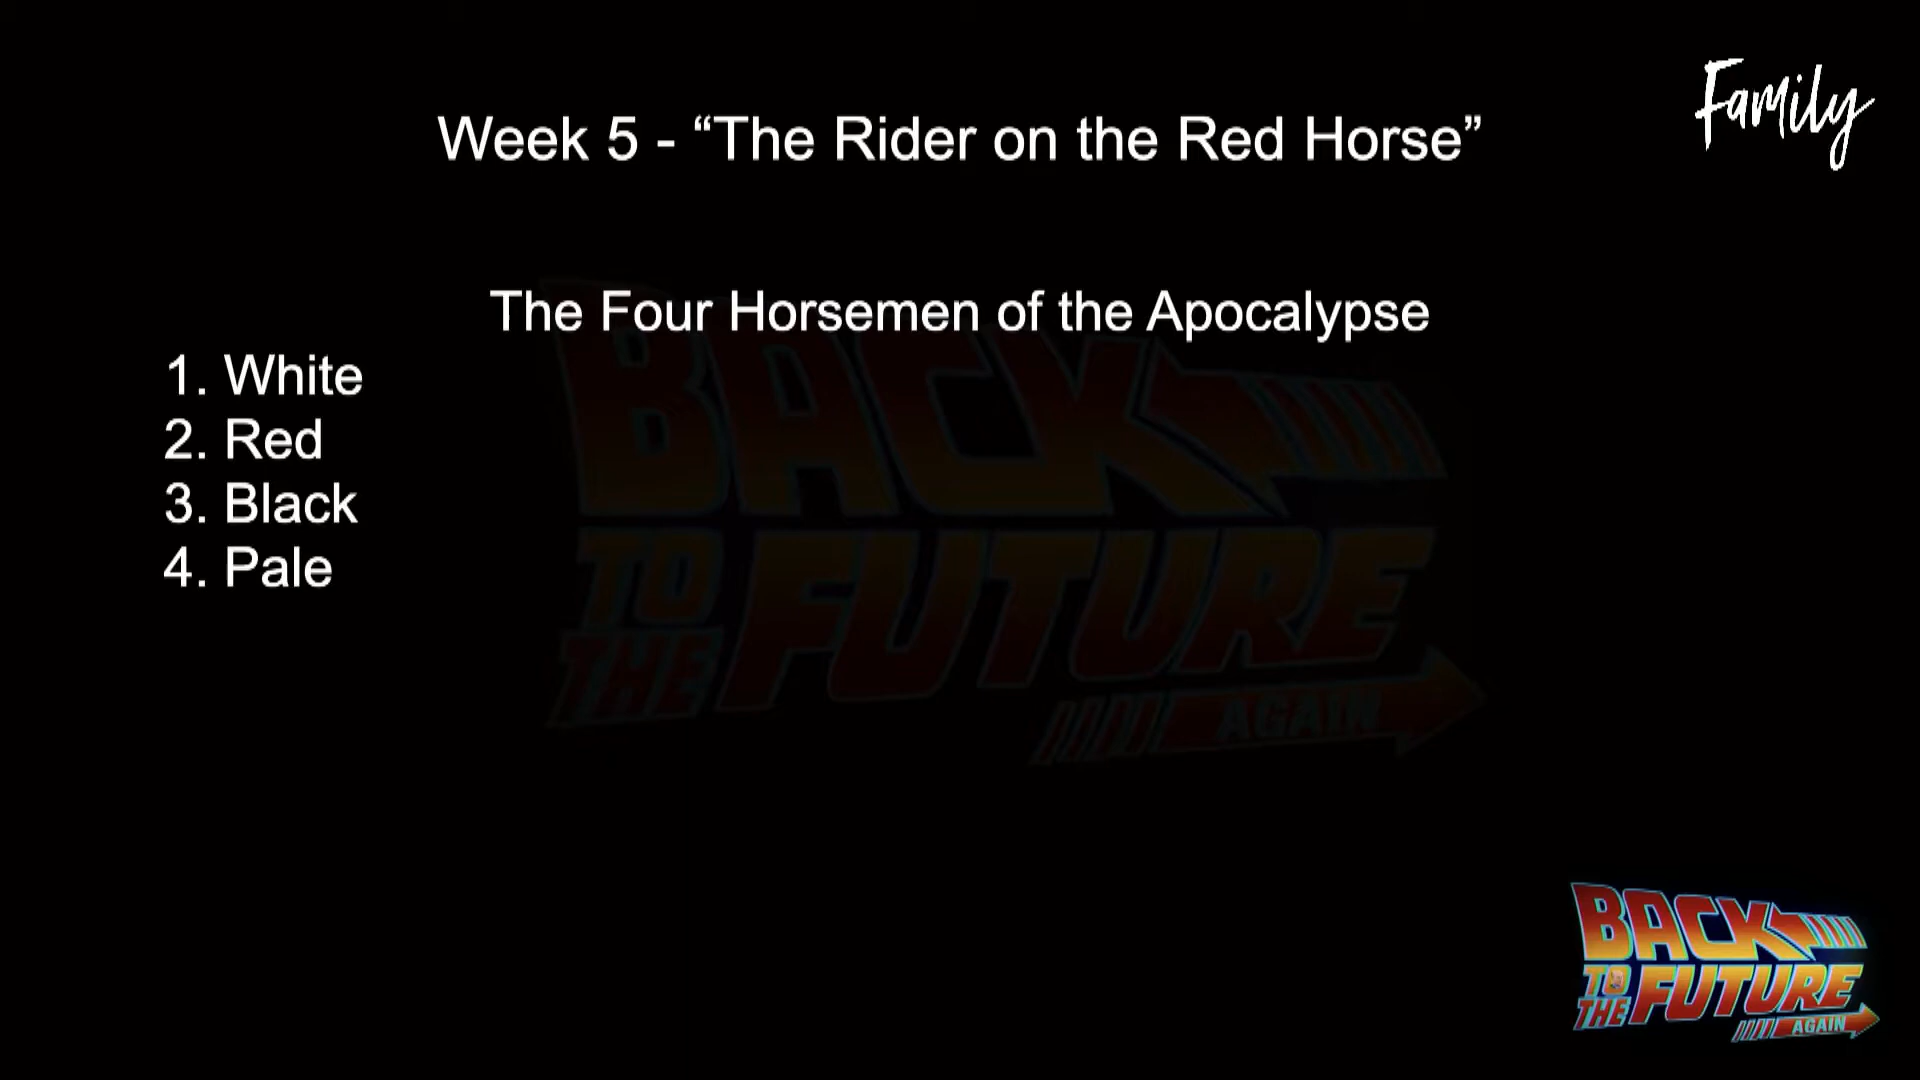 Family
Week 5 - “The Rider on the Red Horse”
The Four Horsemen of the Apocalypse
1. White
2. Red
3. Black
4. Pale
BACK
TO
THE FUTURE
AGAIN
BACK
TO
THE FUTURE
AGAIN